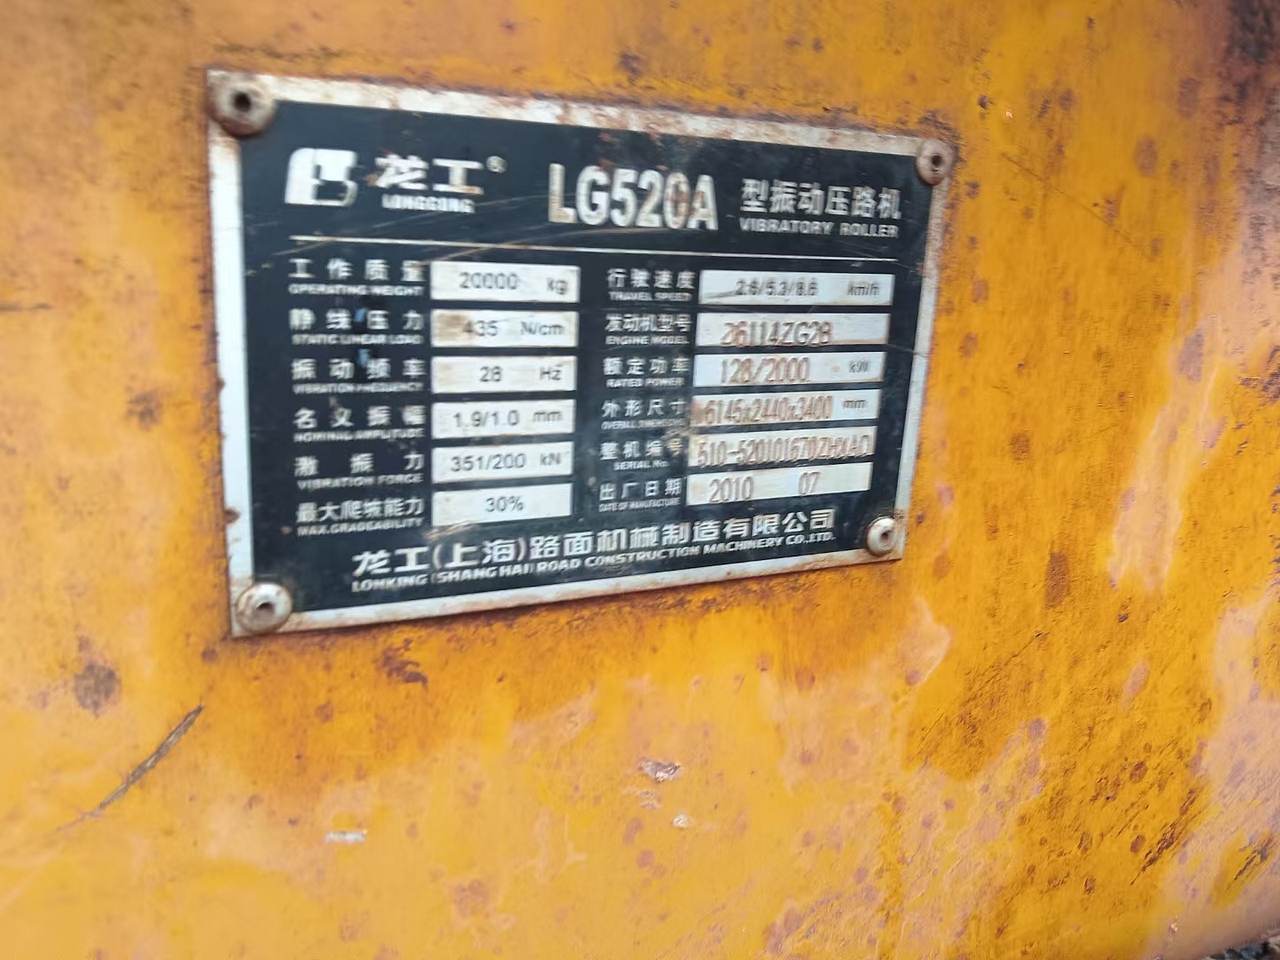 龙工® LG520A 型振动压路机
LONGGONG VIBRATORY ROLLER
工作质量 20000 kg 行驶速度 2.6/5.3/8.6 km/h
OPERATING WEIGHT TRAVEL SPEED
静线压力 435 N/cm 发动机型号
STATIC LINEAR LOAD ENGINE MODEL
振动频率 28 Hz 额定功率 128/2000 kW
VIBRATION FREQUENCY RATED POWER
名义振幅 1.9/1.0 mm 外形尺寸 6145x2440x3400 mm
NOMINAL AMPLITUDE OVERALL DIMENSIONS
激振力 351/200 kN 整机编号
VIBRATION FORCE SERIAL No.
最大爬坡能力 30% 出厂日期 2010 07
MAX.GRADEABILITY DATE OF MANUFACTURE
龙工(上海)路面机械制造有限公司
LONKING (SHANG HAI) ROAD CONSTRUCTION MACHINERY CO.,LTD.